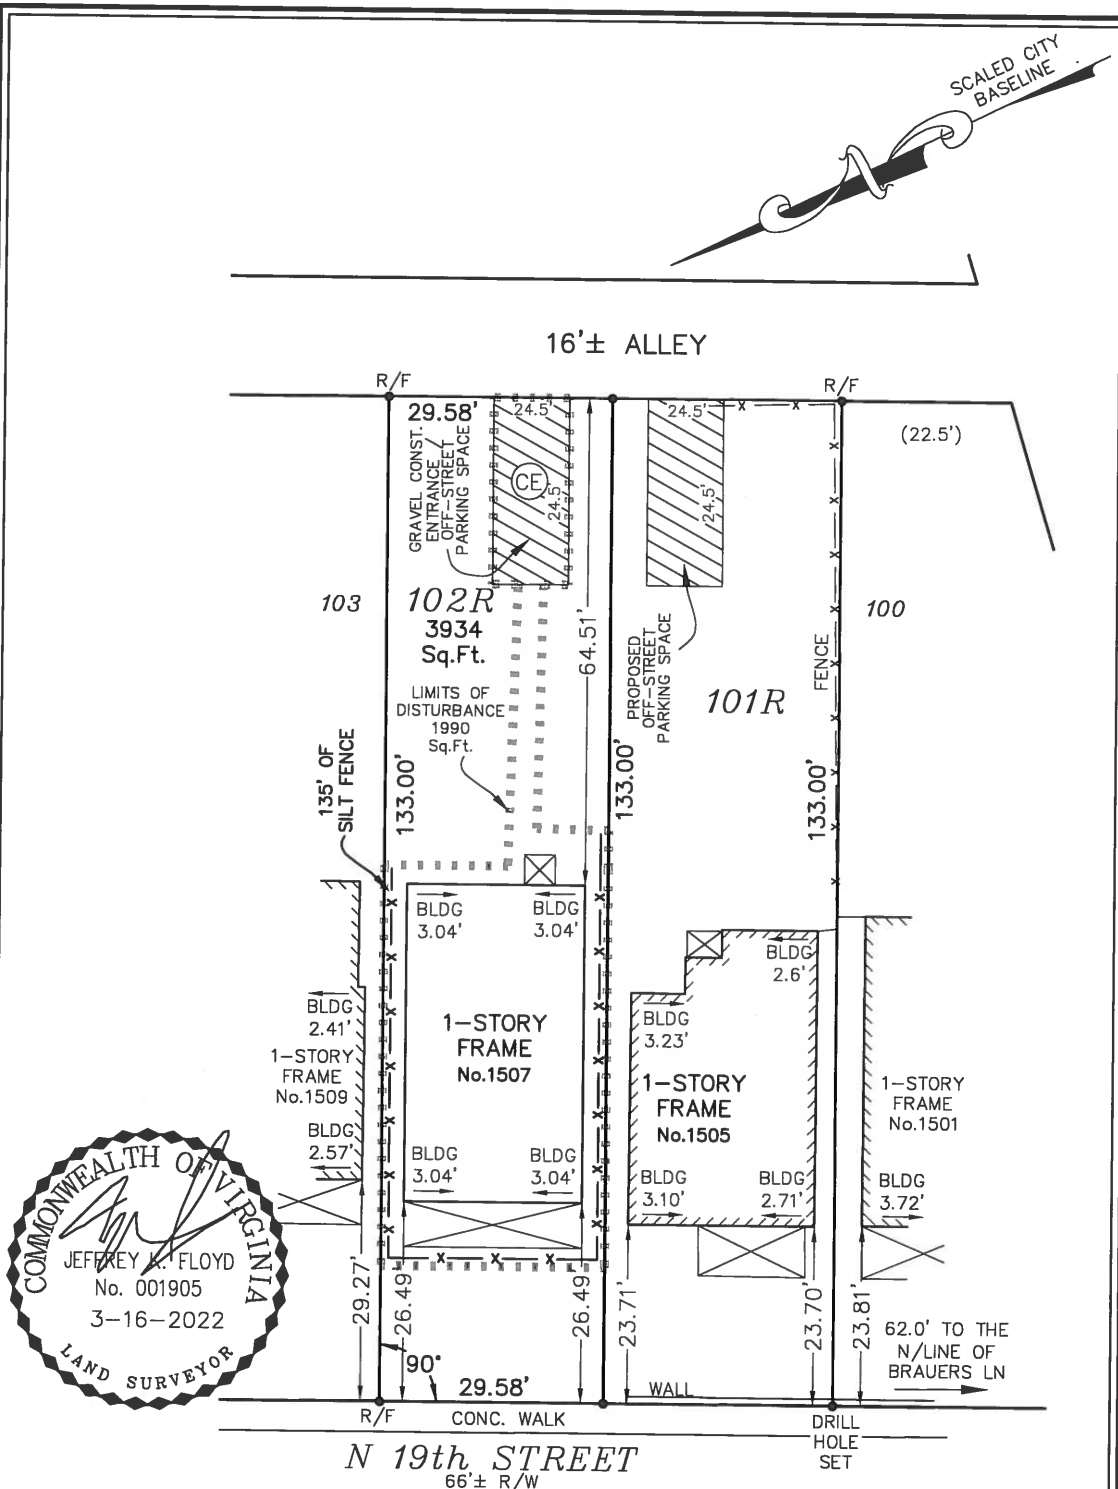 SCALED CITY
BASELINE
N
16'± ALLEY
R/F
R/F
29.58'
24.5'
24.5'
(22.5')
GRAVEL CONST.
ENTRANCE /
OFF-STREET
PARKING SPACE
CE
24.5'
24.5'
103
102R
3934
Sq.Ft.
64.51'
100
PROPOSED
OFF-STREET
PARKING SPACE
FENCE
101R
LIMITS OF
DISTURBANCE
1990
Sq.Ft.
135' OF
SILT FENCE
133.00'
133.00'
133.00'
BLDG
3.04'
BLDG
3.04'
BLDG
2.6'
BLDG
2.41'
1-STORY
FRAME
No.1509
BLDG
2.57'
1-STORY
FRAME
No.1507
BLDG
3.23'
1-STORY
FRAME
No.1505
1-STORY
FRAME
No.1501
BLDG
3.04'
BLDG
3.04'
BLDG
3.10'
BLDG
2.71'
BLDG
3.72'
COMMONWEALTH OF VIRGINIA
JEFFREY K. FLOYD
No. 001905
3-16-2022
LAND SURVEYOR
29.27'
26.49'
26.49'
23.71'
23.70'
23.81'
62.0' TO THE
N/LINE OF
BRAUERS LN
90°
29.58'
WALL
R/F
CONC. WALK
DRILL
HOLE
SET
N 19th STREET
66'± R/W